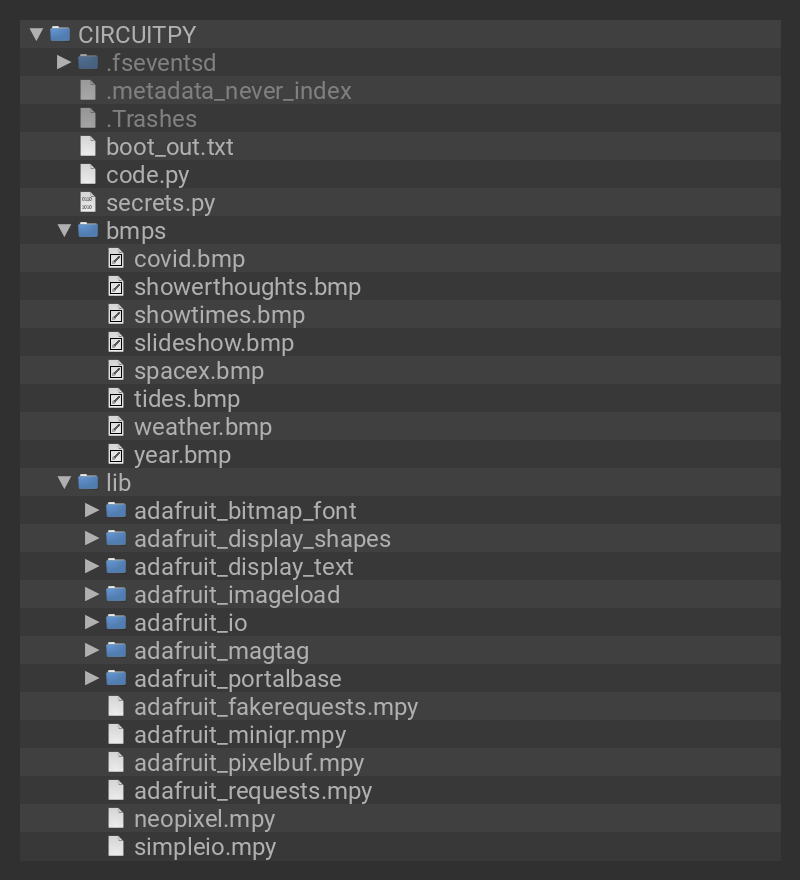 CIRCUITPY
.fseventsd
.metadata_never_index
.Trashes
boot_out.txt
code.py
secrets.py
bmps
covid.bmp
showerthoughts.bmp
showtimes.bmp
slideshow.bmp
spacex.bmp
tides.bmp
weather.bmp
year.bmp
lib
adafruit_bitmap_font
adafruit_display_shapes
adafruit_display_text
adafruit_imageload
adafruit_io
adafruit_magtag
adafruit_portalbase
adafruit_fakerequests.mpy
adafruit_miniqr.mpy
adafruit_pixelbuf.mpy
adafruit_requests.mpy
neopixel.mpy
simpleio.mpy